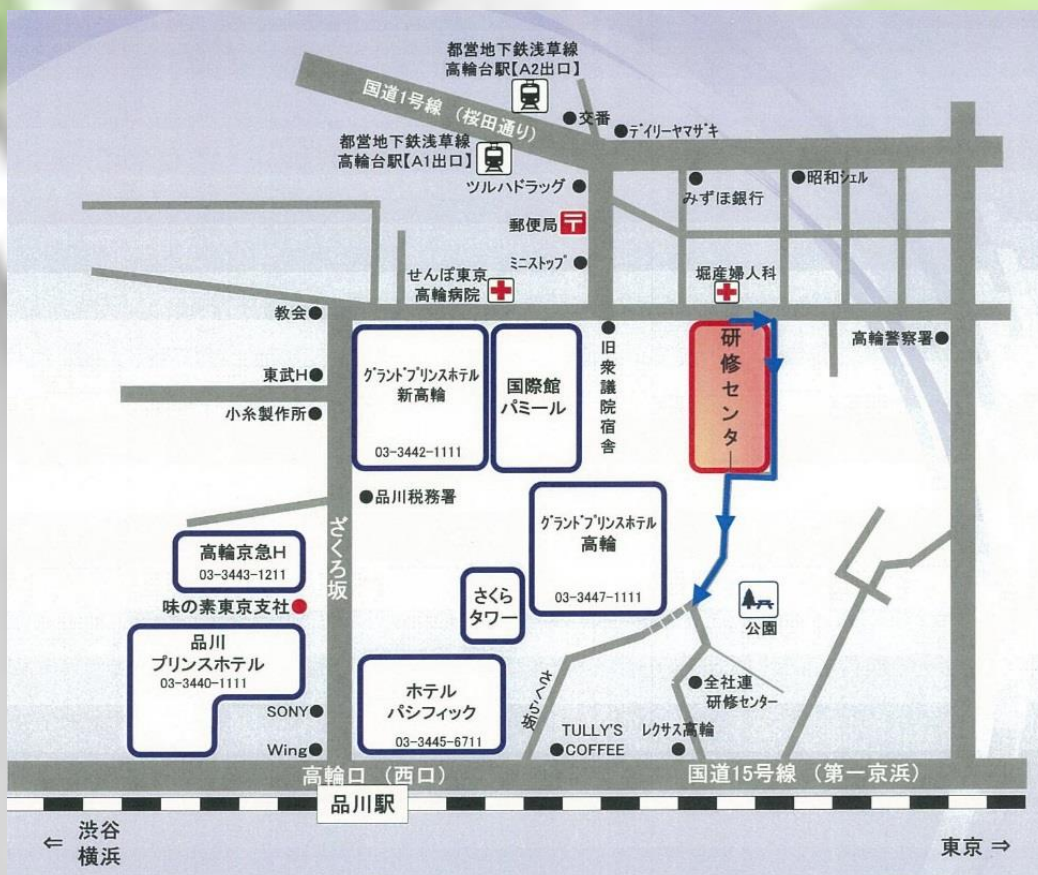 都営地下鉄浅草線
高輪台駅【A2出口】
国道1号線 （桜田通り）
●交番
●デイリーヤマザキ
都営地下鉄浅草線
高輪台駅【A1出口】
ツルハドラッグ ●
みずほ銀行
●昭和シェル
郵便局
ミニストップ ●
せんぽ東京
高輪病院
堀産婦人科
教会●
グランドプリンスホテル
新高輪
03-3442-1111
国際館
パミール
旧衆議院宿舎
研修センター
高輪警察署●
東武H●
小糸製作所●
●品川税務署
ざくろ坂
グランドプリンスホテル
高輪
03-3447-1111
高輪京急H
03-3443-1211
さくら
タワー
公園
味の素東京支社●
品川
プリンスホテル
03-3440-1111
ホテル
パシフィック
03-3445-6711
さくら坂
●全社連
研修センター
SONY●
Wing●
TULLY'S
●COFFEE
レクサス高輪
高輪口 （西口）
国道15号線 （第一京浜）
品川駅
⇐ 渋谷
横浜
東京 ⇒